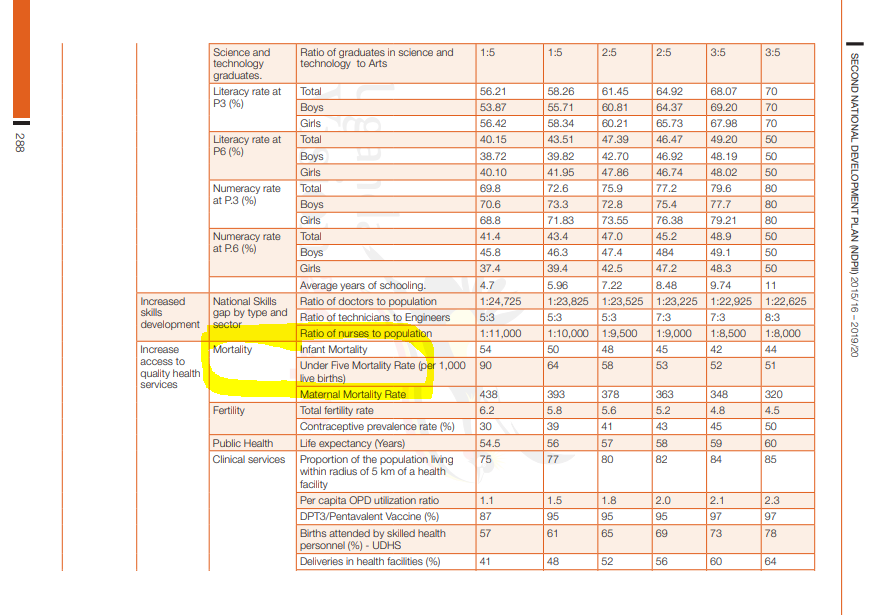 Science and technology graduates. Ratio of graduates in science and technology to Arts 1:5 1:5 2:5 2:5 3:5 3:5
Literacy rate at P3 (%) Total 56.21 58.26 61.45 64.92 68.07 70
Boys 53.87 55.71 60.81 64.37 69.20 70
Girls 56.42 58.34 60.21 65.73 67.98 70
Literacy rate at P6 (%) Total 40.15 43.51 47.39 46.47 49.20 50
Boys 38.72 39.82 42.70 46.92 48.19 50
Girls 40.10 41.95 47.86 46.74 48.02 50
Numeracy rate at P.3 (%) Total 69.8 72.6 75.9 77.2 79.6 80
Boys 70.6 73.3 72.8 75.4 77.7 80
Girls 68.8 71.83 73.55 76.38 79.21 80
Numeracy rate at P.6 (%) Total 41.4 43.4 47.0 45.2 48.9 50
Boys 45.8 46.3 47.4 484 49.1 50
Girls 37.4 39.4 42.5 47.2 48.3 50
Average years of schooling. 4.7 5.96 7.22 8.48 9.74 11
Increased skills development National Skills gap by type and sector Ratio of doctors to population 1:24,725 1:23,825 1:23,525 1:23,225 1:22,925 1:22,625
Ratio of technicians to Engineers 5:3 5:3 5:3 7:3 7:3 8:3
Ratio of nurses to population 1:11,000 1:10,000 1:9,500 1:9,000 1:8,500 1:8,000
Increase access to quality health services Mortality Infant Mortality 54 50 48 45 42 44
Under Five Mortality Rate (per 1,000 live births) 90 64 58 53 52 51
Maternal Mortality Rate 438 393 378 363 348 320
Fertility Total fertility rate 6.2 5.8 5.6 5.2 4.8 4.5
Contraceptive prevalence rate (%) 30 39 41 43 45 50
Public Health Life expectancy (Years) 54.5 56 57 58 59 60
Clinical services Proportion of the population living within radius of 5 km of a health facility 75 77 80 82 84 85
Per capita OPD utilization ratio 1.1 1.5 1.8 2.0 2.1 2.3
DPT3/Pentavalent Vaccine (%) 87 95 95 95 97 97
Births attended by skilled health personnel (%) - UDHS 57 61 65 69 73 78
Deliveries in health facilities (%) 41 48 52 56 60 64
288
SECOND NATIONAL DEVELOPMENT PLAN (NDPII) 2015/16 – 2019/20